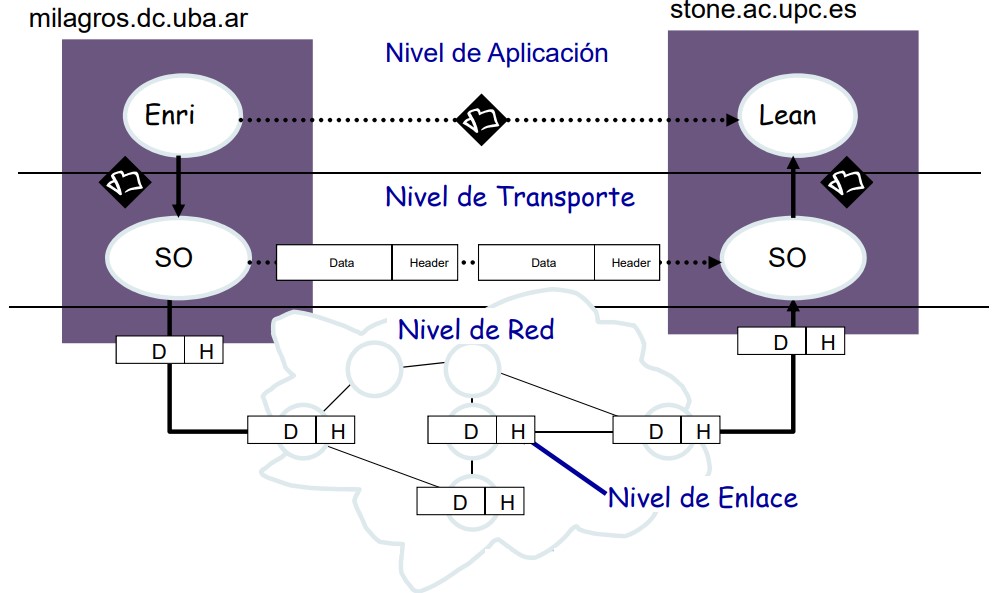 milagros.dc.uba.ar
stone.ac.upc.es
Nivel de Aplicación
Enri
Lean
Nivel de Transporte
SO
Data
Header
Data
Header
SO
Nivel de Red
D
H
D
H
D
H
D
H
D
H
D
H
Nivel de Enlace